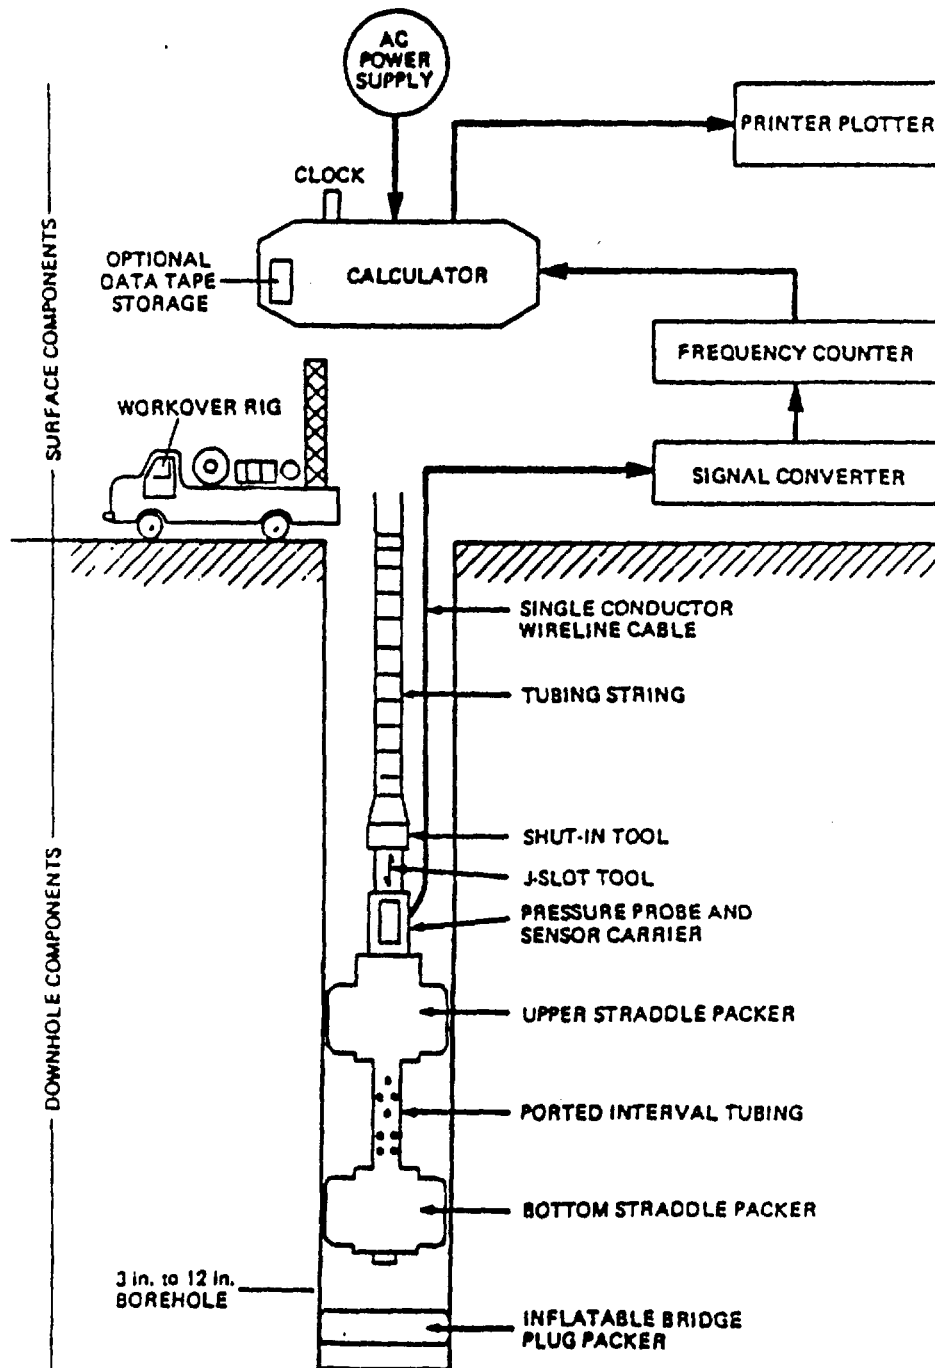 AC
POWER
SUPPLY
PRINTER PLOTTER
CLOCK
OPTIONAL
DATA TAPE
STORAGE
CALCULATOR
FREQUENCY COUNTER
SURFACE COMPONENTS
WORKOVER RIG
SIGNAL CONVERTER
SINGLE CONDUCTOR
WIRELINE CABLE
TUBING STRING
SHUT-IN TOOL
J-SLOT TOOL
PRESSURE PROBE AND
SENSOR CARRIER
DOWNHOLE COMPONENTS
UPPER STRADDLE PACKER
PORTED INTERVAL TUBING
BOTTOM STRADDLE PACKER
3 in. to 12 in.
BOREHOLE
INFLATABLE BRIDGE
PLUG PACKER